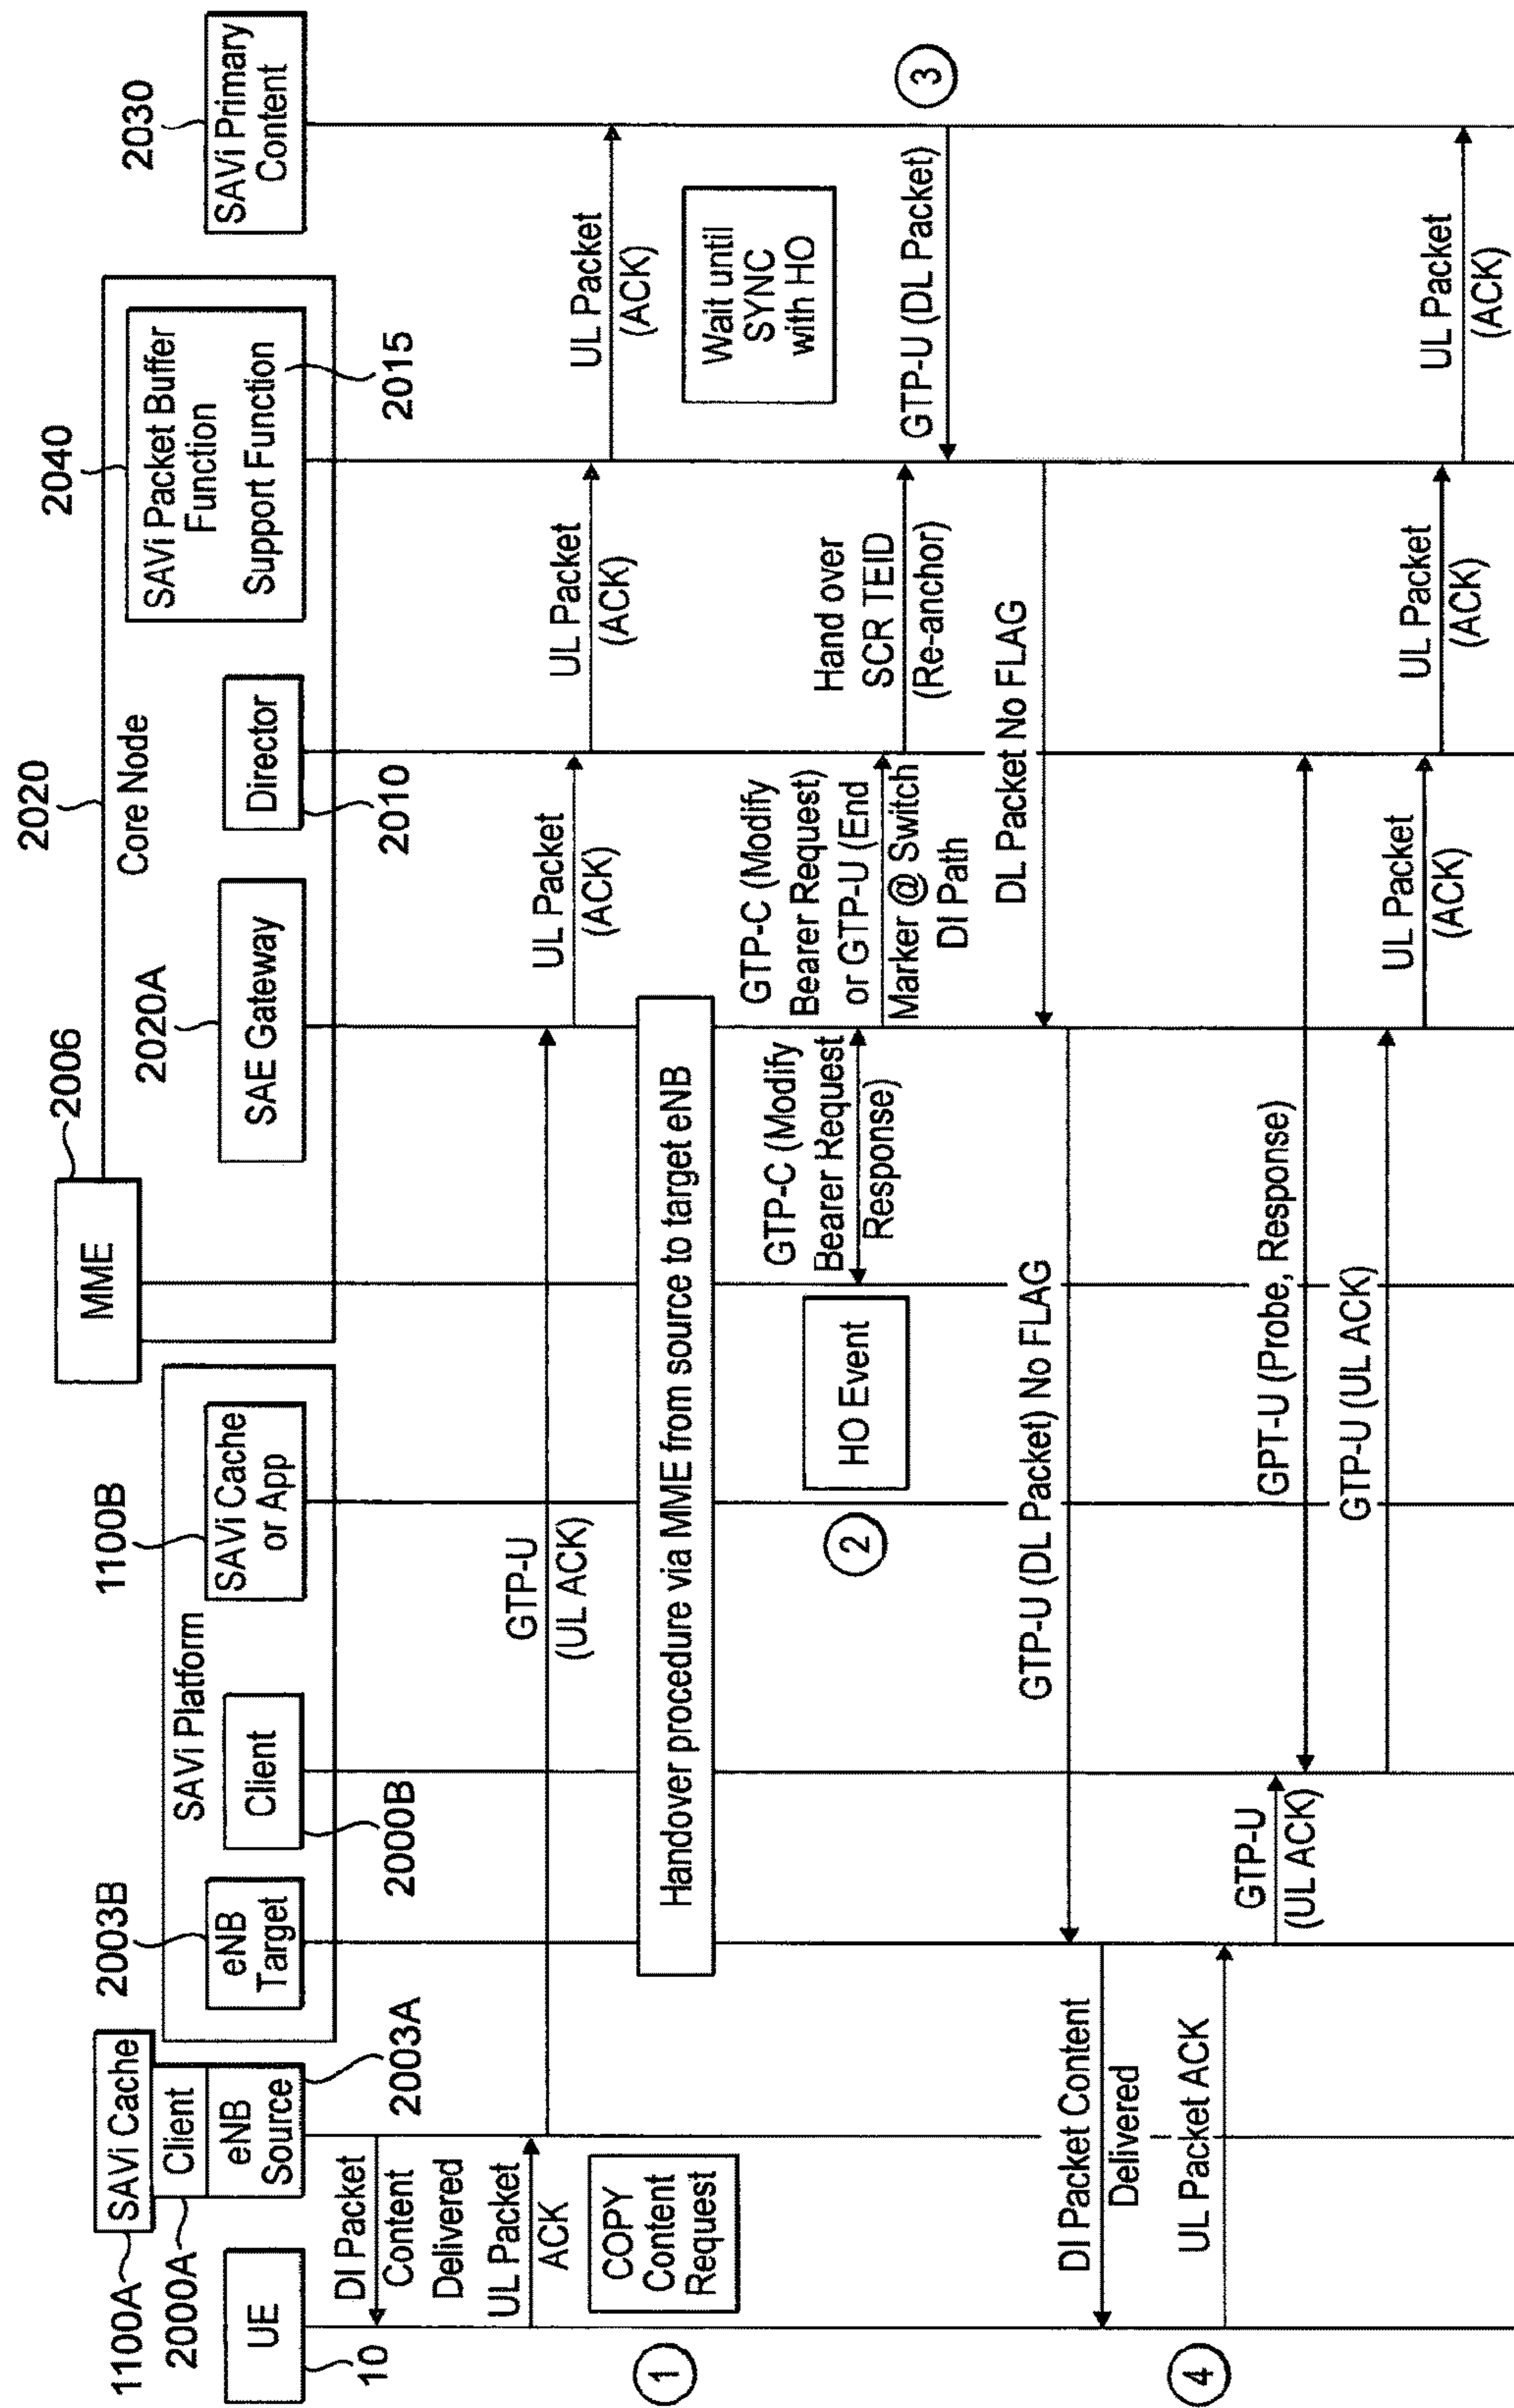 1100A
SAVi Cache
2000A
Client
eNB
Source
2003A
UE
10
2003B
SAVi Platform
eNB
Target
Client
2000B
1100B
SAVi Cache
or App
2006
MME
2020
Core Node
2020A
SAE Gateway
Director
2010
2040
SAVi Packet Buffer
Function
Support Function
2015
2030
SAVi Primary
Content
DI Packet
Content
Delivered
UL Packet
ACK
GTP-U
(UL ACK)
UL Packet
(ACK)
UL Packet
(ACK)
UL Packet
(ACK)
1
COPY
Content
Request
Handover procedure via MME from source to target eNB
Wait until
SYNC
with HO
2
HO Event
GTP-C (Modify
Bearer Request
Response)
GTP-C (Modify
Bearer Request)
or GTP-U (End
Marker @ Switch
DI Path
Hand over
SCR TEID
(Re-anchor)
3
GTP-U (DL Packet)
DL Packet No FLAG
GTP-U (DL Packet) No FLAG
DI Packet Content
Delivered
4
UL Packet ACK
GTP-U
(UL ACK)
GPT-U (Probe, Response)
GTP-U (UL ACK)
UL Packet
(ACK)
UL Packet
(ACK)
UL Packet
(ACK)